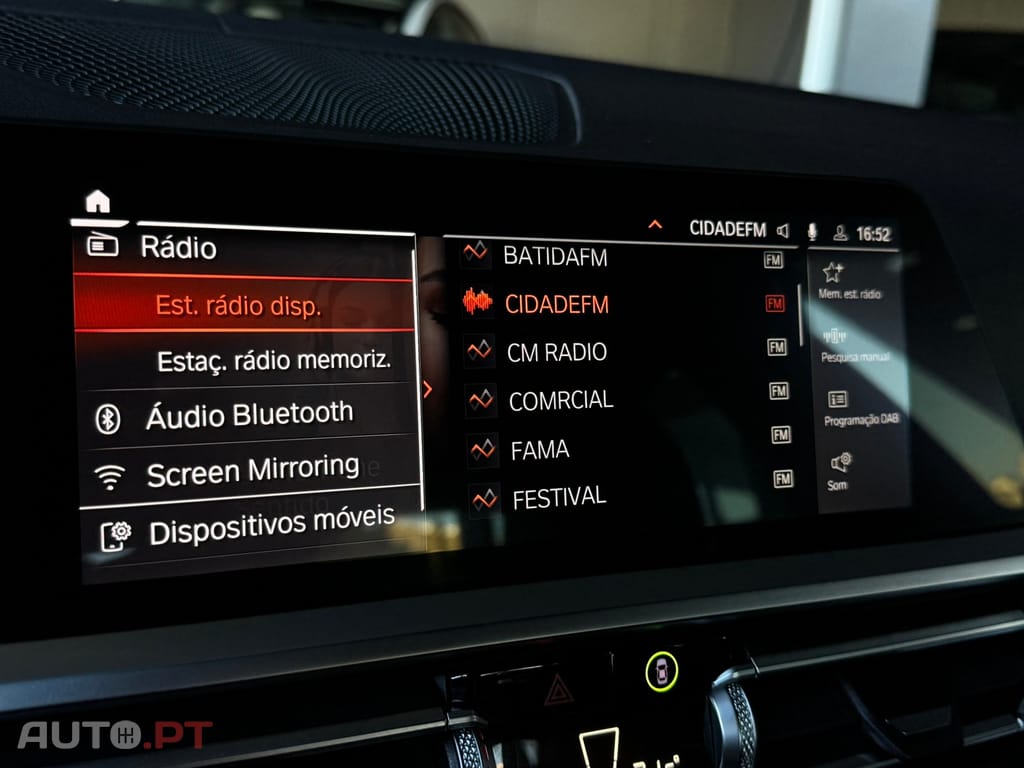 CIDADEFM 16:52
Rádio
Est. rádio disp.
Estaç. rádio memoriz.
Áudio Bluetooth
Screen Mirroring
Dispositivos móveis
BATIDAFM FM
CIDADEFM FM
CM RADIO FM
COMRCIAL FM
FAMA FM
FESTIVAL FM
Mem. est. rádio
Pesquisa manual
Programação DAB
Som
AUTO.PT